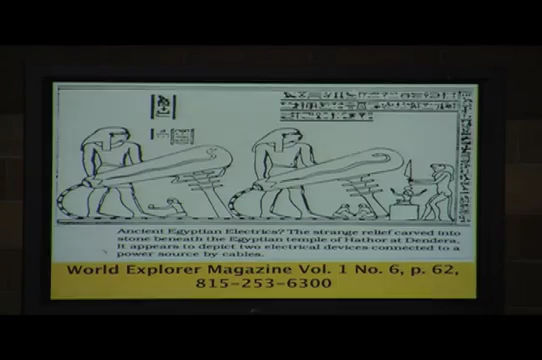 Ancient Egyptian Electrics? The strange relief carved into
stone beneath the Egyptian temple of Hathor at Dendera.
It appears to depict two electrical devices connected to a
power source by cables.
World Explorer Magazine Vol. 1 No. 6, p. 62,
815-253-6300